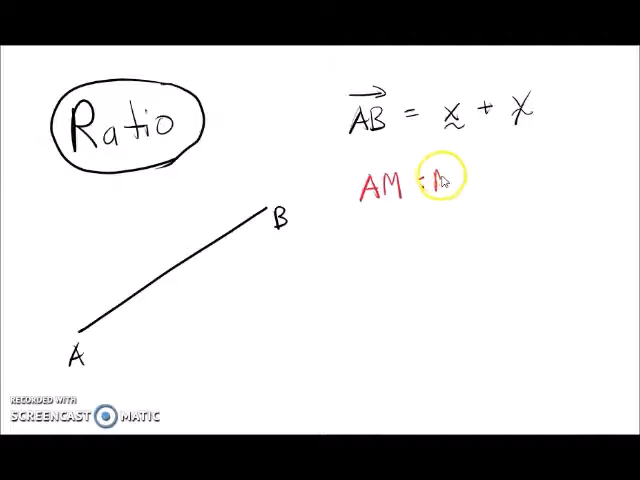 Ratio
AB = x + y
AM :
B
A
RECORDED WITH
SCREENCAST MATIC